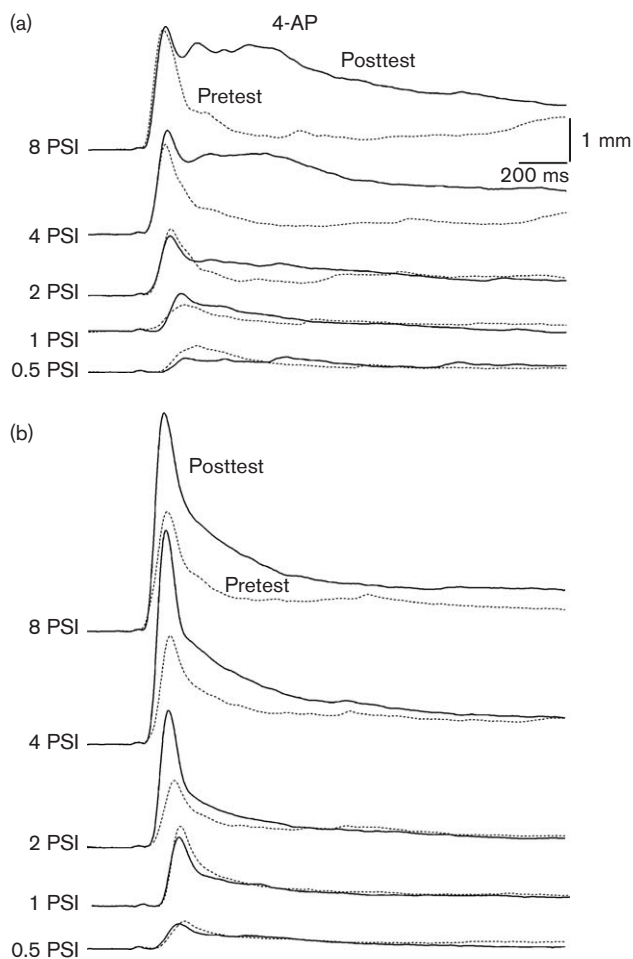 (a)
4-AP
Posttest
Pretest
8 PSI
1 mm
200 ms
4 PSI
2 PSI
1 PSI
0.5 PSI
(b)
Posttest
Pretest
8 PSI
4 PSI
2 PSI
1 PSI
0.5 PSI